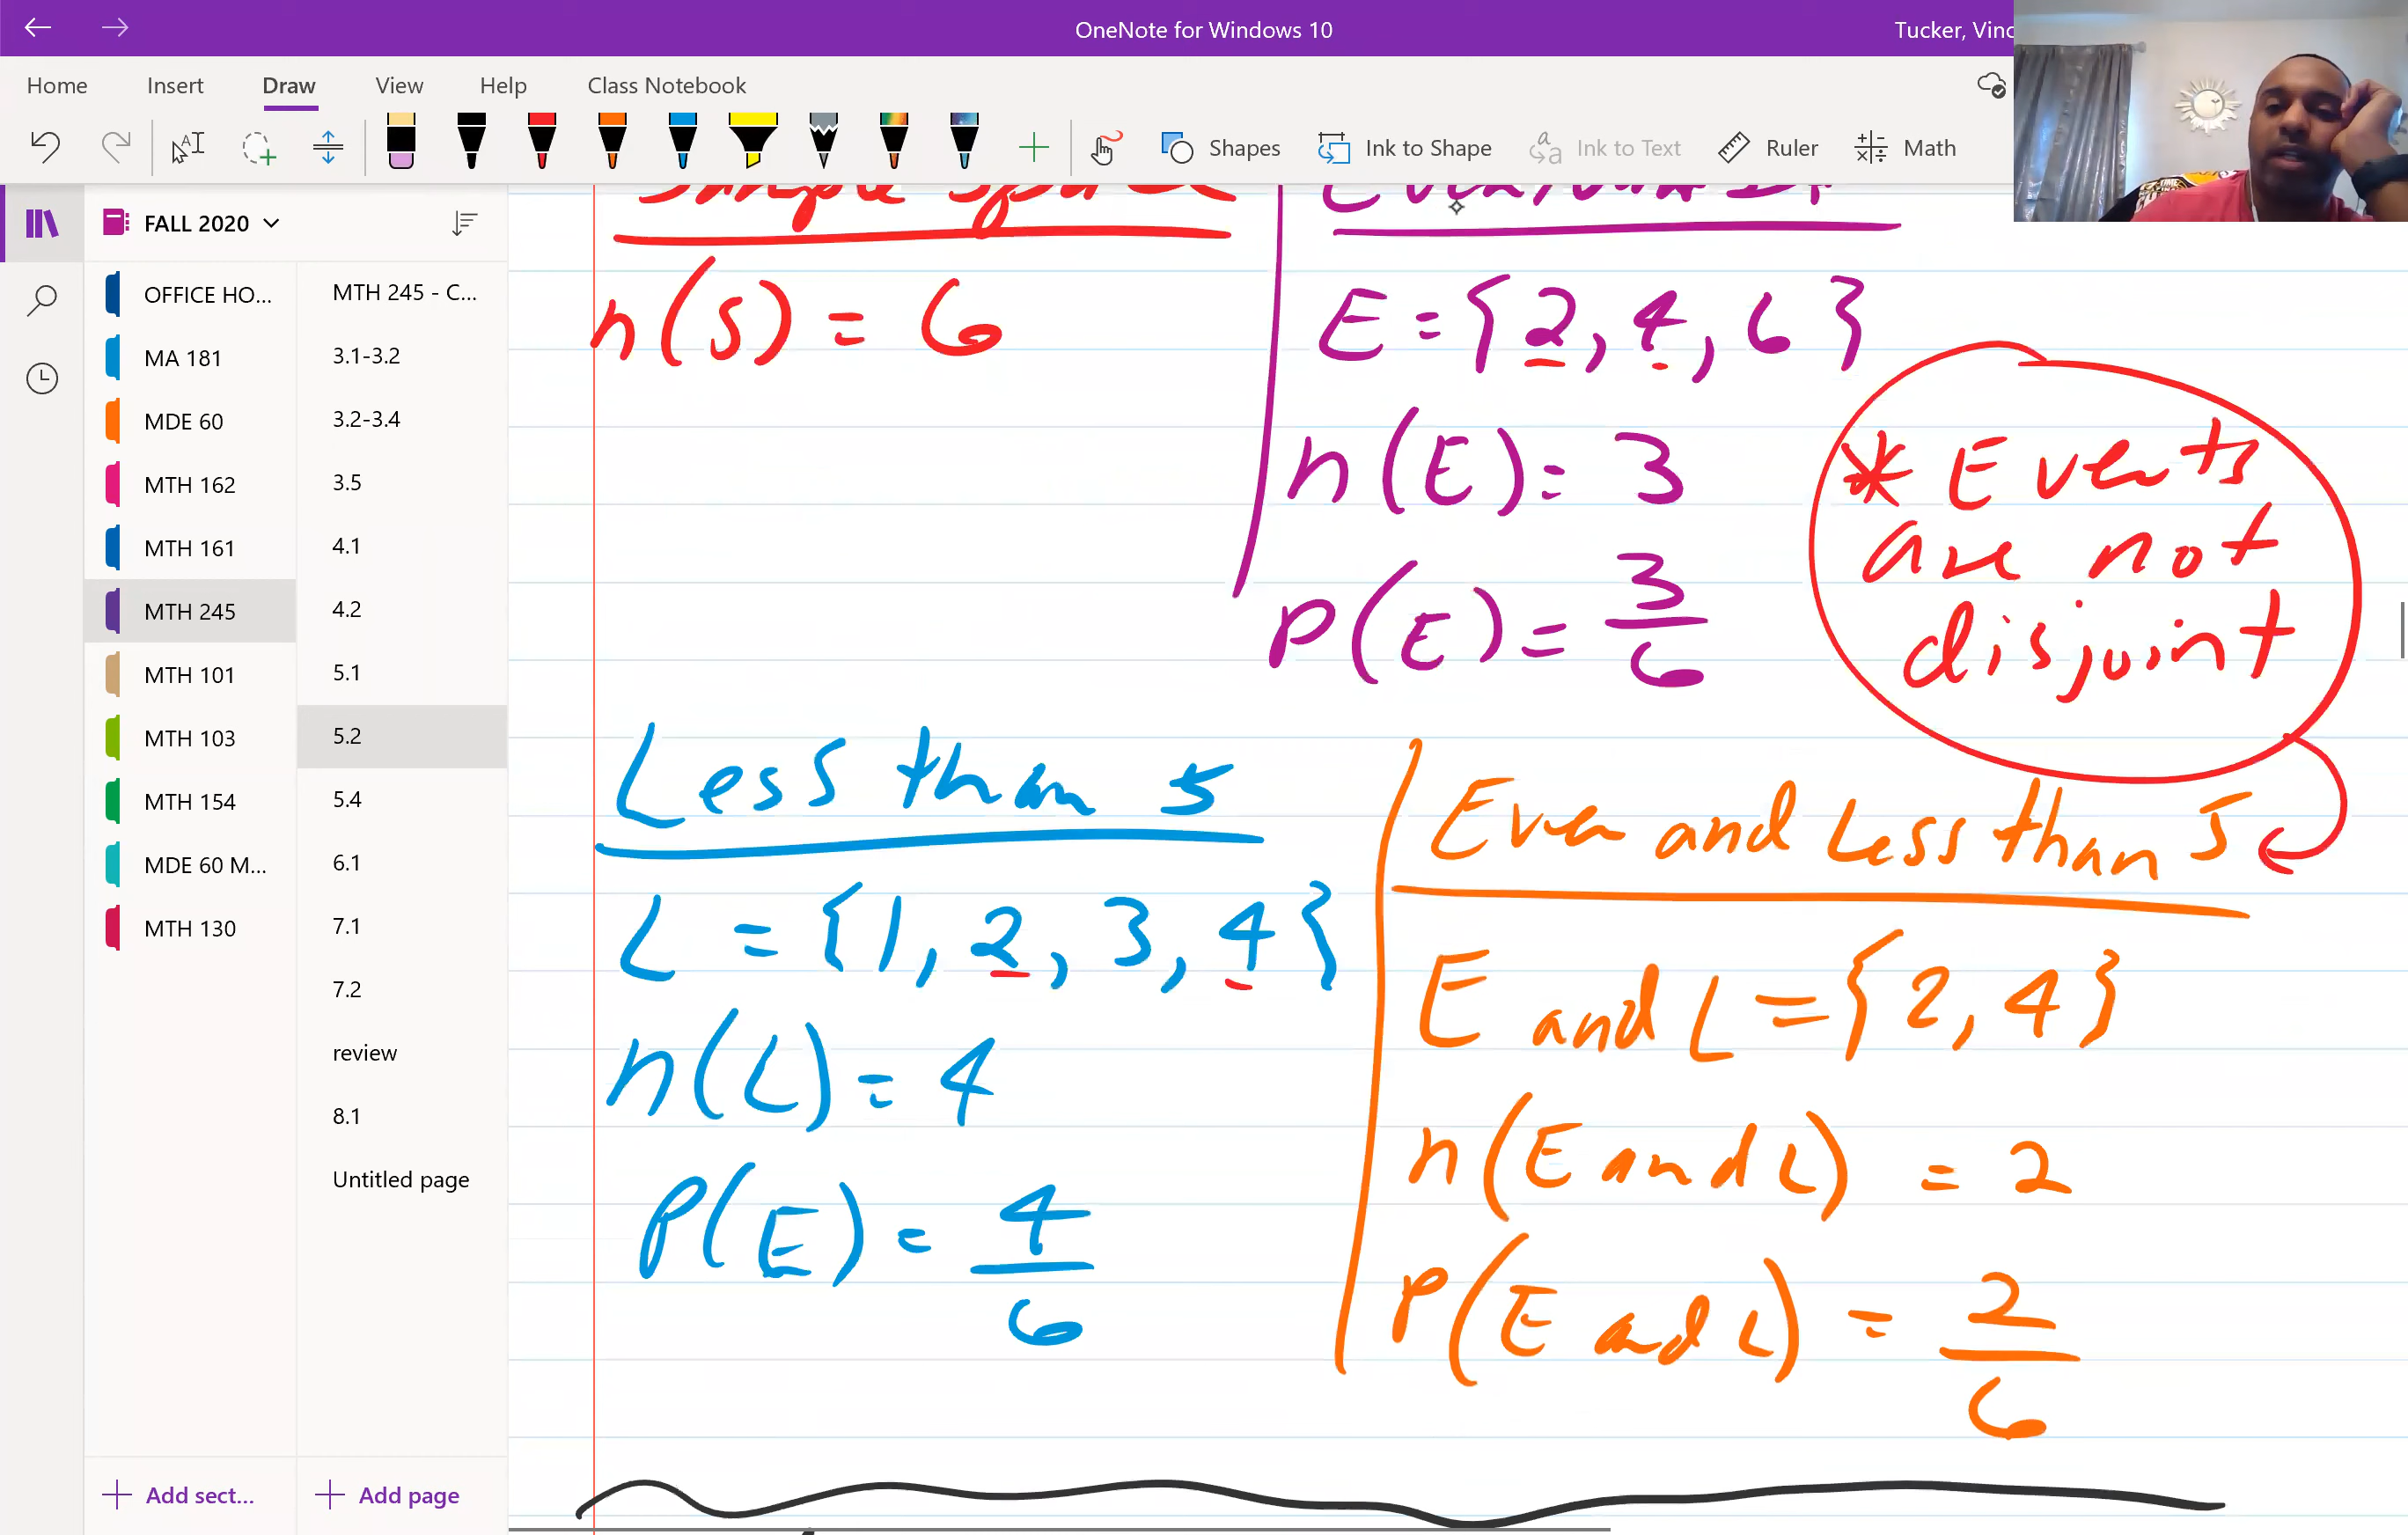 OneNote for Windows 10
Tucker, Vinc
Home Insert Draw View Help Class Notebook
Shapes Ink to Shape Ink to Text Ruler Math
FALL 2020
OFFICE HO...
MA 181
MDE 60
MTH 162
MTH 161
MTH 245
MTH 101
MTH 103
MTH 154
MDE 60 M...
MTH 130
Add sect...
MTH 245 - C...
3.1-3.2
3.2-3.4
3.5
4.1
4.2
5.1
5.2
5.4
6.1
7.1
7.2
review
8.1
Untitled page
Add page
Sample Space
n(S) = 6
E = {2, 4, 6}
n(E) = 3
P(E) = 3/6
* Events
are not
disjoint
Less than 5
L = {1, 2, 3, 4}
n(L) = 4
P(E) = 4/6
Even and Less than 5
E and L = {2, 4}
n(E and L) = 2
P(E and L) = 2/6